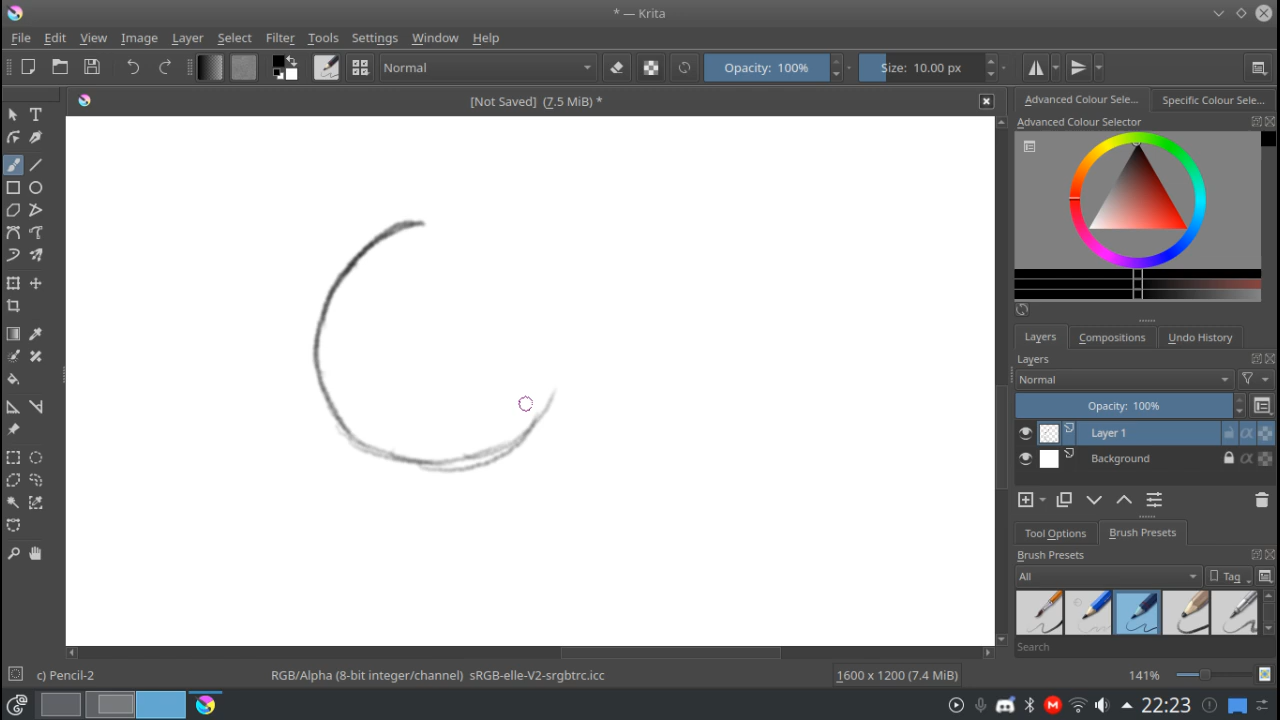 * — Krita
File Edit View Image Layer Select Filter Tools Settings Window Help
Normal Opacity: 100% Size: 10.00 px
[Not Saved] (7.5 MiB) *
Advanced Colour Sele... Specific Colour Sele...
Advanced Colour Selector
Layers Compositions Undo History
Layers
Normal
Opacity: 100%
Layer 1
Background
Tool Options Brush Presets
Brush Presets
All Tag
Search
c) Pencil-2 RGB/Alpha (8-bit integer/channel) sRGB-elle-V2-srgbtrc.icc 1600 x 1200 (7.4 MiB) 141%
22:23